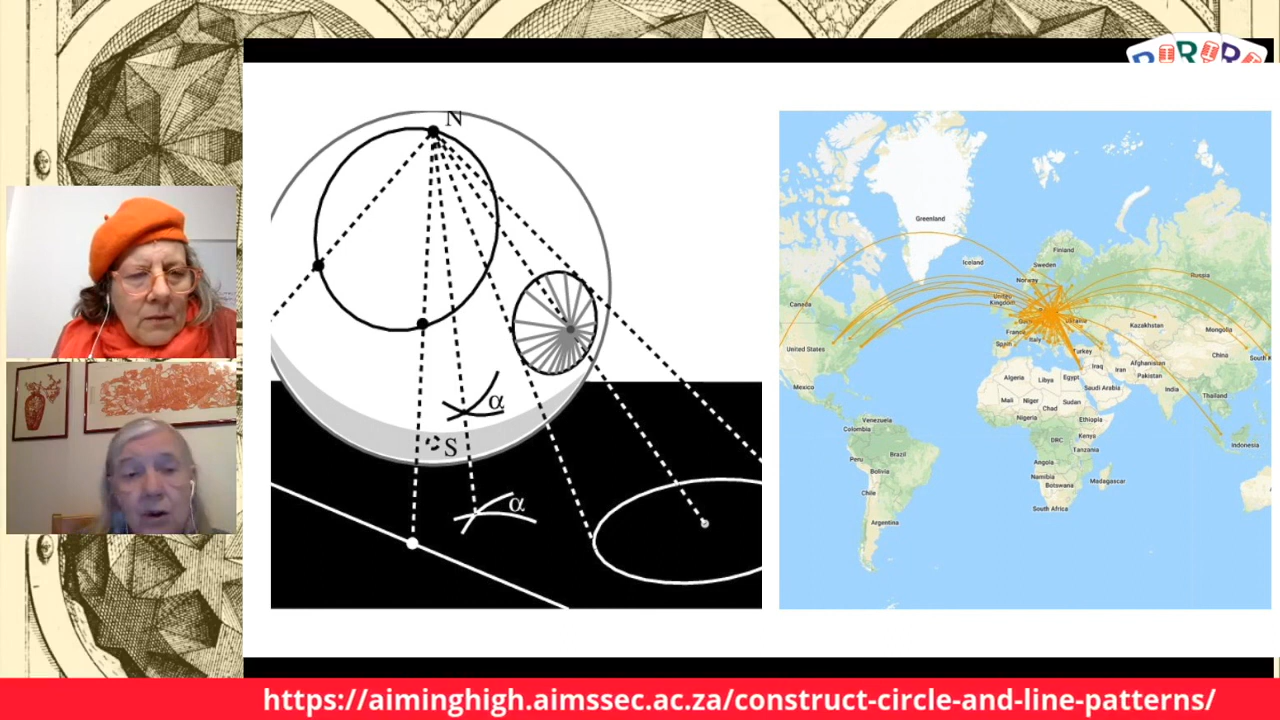 N
α
S
α
Greenland
Iceland
Finland
Sweden
Norway
Russia
Canada
United
Kingdom
Ukraine
France
Kazakhstan
Mongolia
United States
Spain
Italy
Turkey
China
South K
Iraq
Iran
Afghanistan
Pakistan
Algeria
Libya
Egypt
Saudi Arabia
India
Mexico
Mali
Niger
Sudan
Chad
Thailand
Nigeria
Ethiopia
Venezuela
Colombia
DRC
Kenya
Tanzania
Indonesia
Peru
Brazil
Angola
Bolivia
Namibia
Madagascar
Botswana
Chile
South Africa
Argentina
https://aiminghigh.aimssec.ac.za/construct-circle-and-line-patterns/